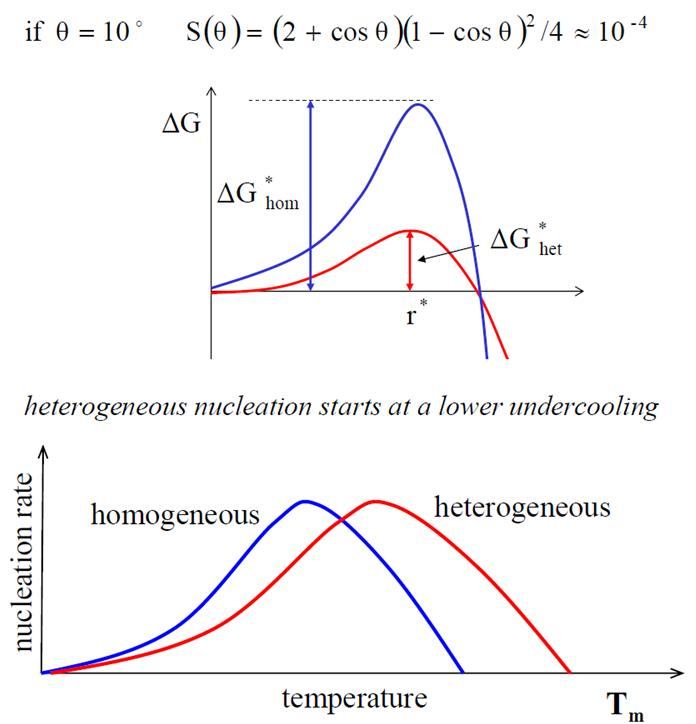 if θ = 10° S(θ) = (2 + cos θ)(1 − cos θ)²/4 ≈ 10⁻⁴
ΔG
ΔG*hom
ΔG*het
r*
heterogeneous nucleation starts at a lower undercooling
nucleation rate
homogeneous
heterogeneous
temperature
Tm